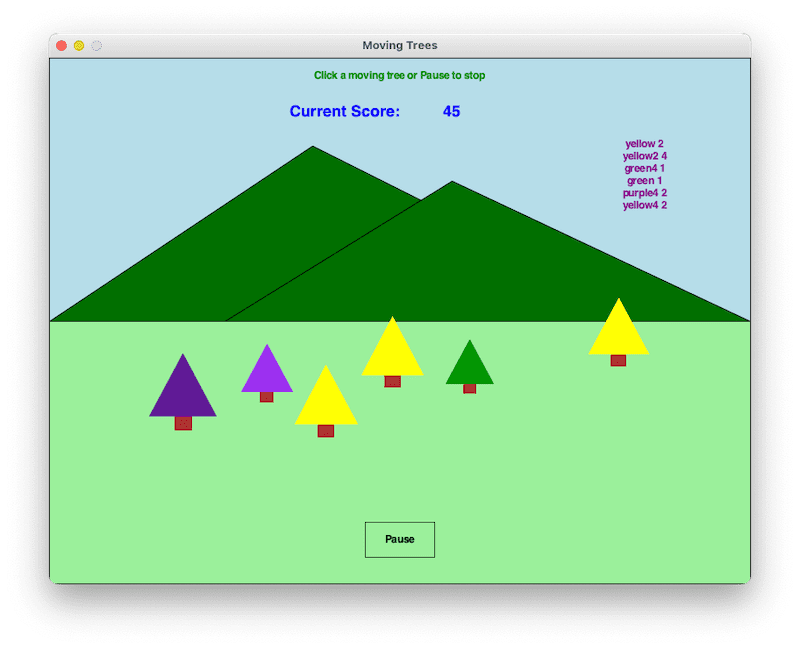 Moving Trees
Click a moving tree or Pause to stop
Current Score: 45
yellow 2
yellow2 4
green4 1
green 1
purple4 2
yellow4 2
Pause